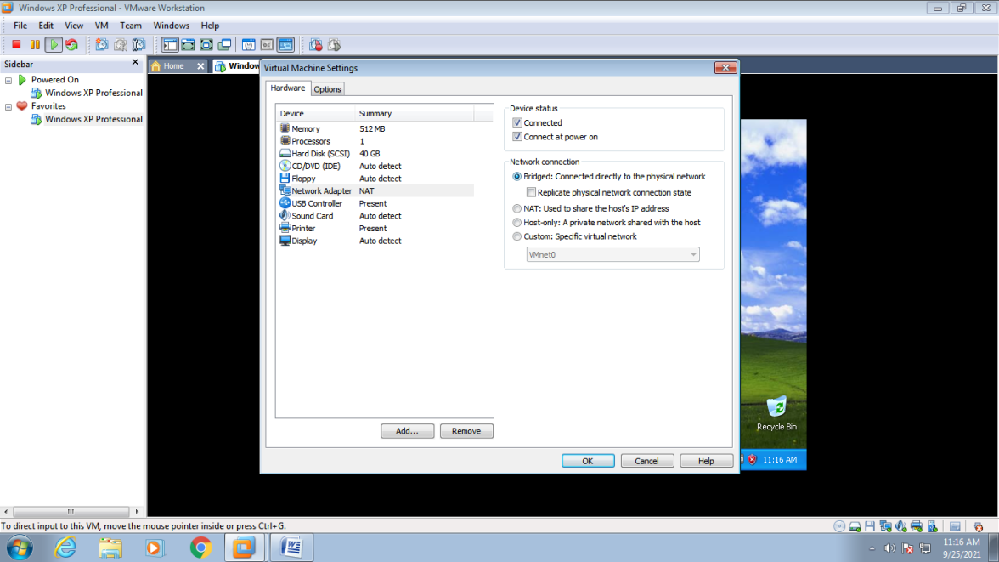 Windows XP Professional - VMware Workstation
File Edit View VM Team Windows Help
Sidebar
Powered On
Windows XP Professional
Favorites
Windows XP Professional
Home
Window
Virtual Machine Settings
Hardware Options
Device Summary
Memory 512 MB
Processors 1
Hard Disk (SCSI) 40 GB
CD/DVD (IDE) Auto detect
Floppy Auto detect
Network Adapter NAT
USB Controller Present
Sound Card Auto detect
Printer Present
Display Auto detect
Add... Remove
Device status
Connected
Connect at power on
Network connection
Bridged: Connected directly to the physical network
Replicate physical network connection state
NAT: Used to share the host's IP address
Host-only: A private network shared with the host
Custom: Specific virtual network
VMnet0
OK Cancel Help
Recycle Bin
11:16 AM
To direct input to this VM, move the mouse pointer inside or press Ctrl+G.
11:16 AM
9/25/2021